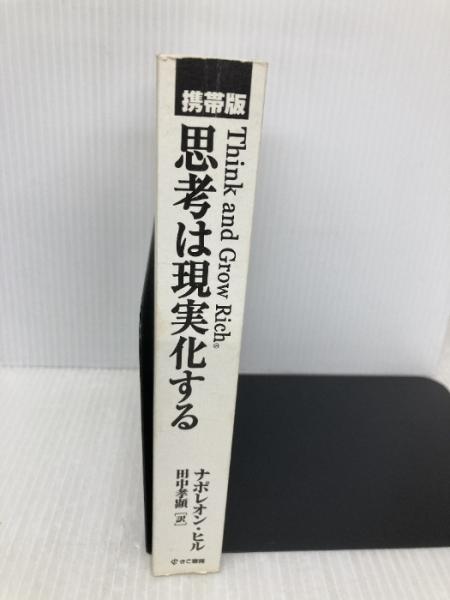 携帯版
Think and Grow Rich®
思考は現実化する
ナポレオン・ヒル
田中孝顕[訳]
きこ書房